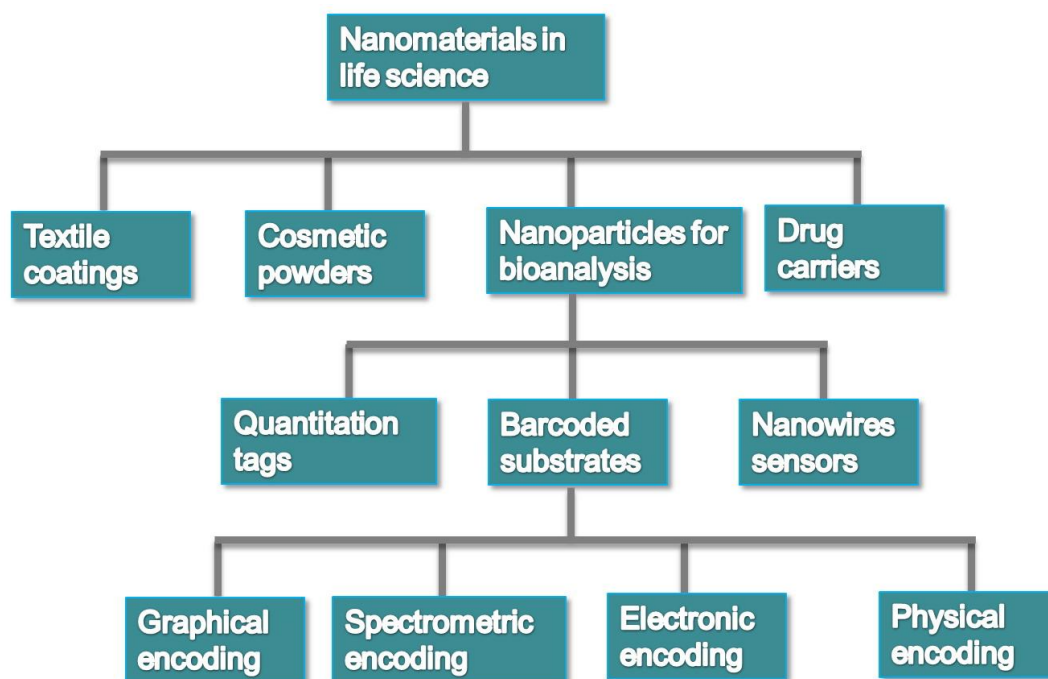 Nanomaterials in
life science
Textile
coatings
Cosmetic
powders
Nanoparticles for
bioanalysis
Drug
carriers
Quantitation
tags
Barcoded
substrates
Nanowires
sensors
Graphical
encoding
Spectrometric
encoding
Electronic
encoding
Physical
encoding